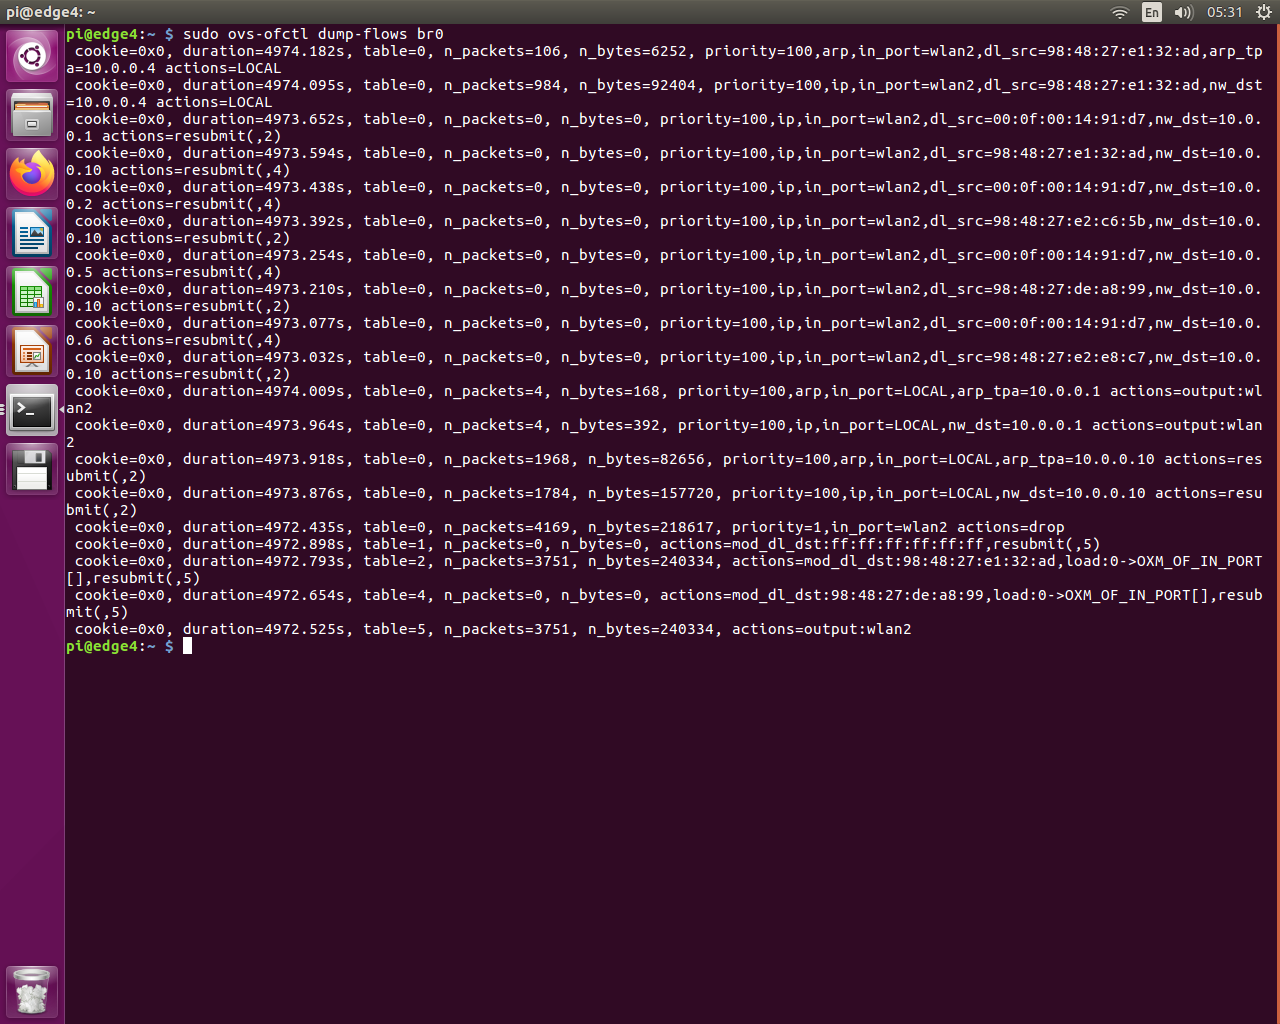 pi@edge4: ~
En
05:31
pi@edge4:~ $ sudo ovs-ofctl dump-flows br0
 cookie=0x0, duration=4974.182s, table=0, n_packets=106, n_bytes=6252, priority=100,arp,in_port=wlan2,dl_src=98:48:27:e1:32:ad,arp_tp
a=10.0.0.4 actions=LOCAL
 cookie=0x0, duration=4974.095s, table=0, n_packets=984, n_bytes=92404, priority=100,ip,in_port=wlan2,dl_src=98:48:27:e1:32:ad,nw_dst
=10.0.0.4 actions=LOCAL
 cookie=0x0, duration=4973.652s, table=0, n_packets=0, n_bytes=0, priority=100,ip,in_port=wlan2,dl_src=00:0f:00:14:91:d7,nw_dst=10.0.
0.1 actions=resubmit(,2)
 cookie=0x0, duration=4973.594s, table=0, n_packets=0, n_bytes=0, priority=100,ip,in_port=wlan2,dl_src=98:48:27:e1:32:ad,nw_dst=10.0.
0.10 actions=resubmit(,4)
 cookie=0x0, duration=4973.438s, table=0, n_packets=0, n_bytes=0, priority=100,ip,in_port=wlan2,dl_src=00:0f:00:14:91:d7,nw_dst=10.0.
0.2 actions=resubmit(,4)
 cookie=0x0, duration=4973.392s, table=0, n_packets=0, n_bytes=0, priority=100,ip,in_port=wlan2,dl_src=98:48:27:e2:c6:5b,nw_dst=10.0.
0.10 actions=resubmit(,2)
 cookie=0x0, duration=4973.254s, table=0, n_packets=0, n_bytes=0, priority=100,ip,in_port=wlan2,dl_src=00:0f:00:14:91:d7,nw_dst=10.0.
0.5 actions=resubmit(,4)
 cookie=0x0, duration=4973.210s, table=0, n_packets=0, n_bytes=0, priority=100,ip,in_port=wlan2,dl_src=98:48:27:de:a8:99,nw_dst=10.0.
0.10 actions=resubmit(,2)
 cookie=0x0, duration=4973.077s, table=0, n_packets=0, n_bytes=0, priority=100,ip,in_port=wlan2,dl_src=00:0f:00:14:91:d7,nw_dst=10.0.
0.6 actions=resubmit(,4)
 cookie=0x0, duration=4973.032s, table=0, n_packets=0, n_bytes=0, priority=100,ip,in_port=wlan2,dl_src=98:48:27:e2:e8:c7,nw_dst=10.0.
0.10 actions=resubmit(,2)
 cookie=0x0, duration=4974.009s, table=0, n_packets=4, n_bytes=168, priority=100,arp,in_port=LOCAL,arp_tpa=10.0.0.1 actions=output:wl
an2
 cookie=0x0, duration=4973.964s, table=0, n_packets=4, n_bytes=392, priority=100,ip,in_port=LOCAL,nw_dst=10.0.0.1 actions=output:wlan
2
 cookie=0x0, duration=4973.918s, table=0, n_packets=1968, n_bytes=82656, priority=100,arp,in_port=LOCAL,arp_tpa=10.0.0.10 actions=res
ubmit(,2)
 cookie=0x0, duration=4973.876s, table=0, n_packets=1784, n_bytes=157720, priority=100,ip,in_port=LOCAL,nw_dst=10.0.0.10 actions=resu
bmit(,2)
 cookie=0x0, duration=4972.435s, table=0, n_packets=4169, n_bytes=218617, priority=1,in_port=wlan2 actions=drop
 cookie=0x0, duration=4972.898s, table=1, n_packets=0, n_bytes=0, actions=mod_dl_dst:ff:ff:ff:ff:ff:ff,resubmit(,5)
 cookie=0x0, duration=4972.793s, table=2, n_packets=3751, n_bytes=240334, actions=mod_dl_dst:98:48:27:e1:32:ad,load:0->OXM_OF_IN_PORT
[],resubmit(,5)
 cookie=0x0, duration=4972.654s, table=4, n_packets=0, n_bytes=0, actions=mod_dl_dst:98:48:27:de:a8:99,load:0->OXM_OF_IN_PORT[],resub
mit(,5)
 cookie=0x0, duration=4972.525s, table=5, n_packets=3751, n_bytes=240334, actions=output:wlan2
pi@edge4:~ $